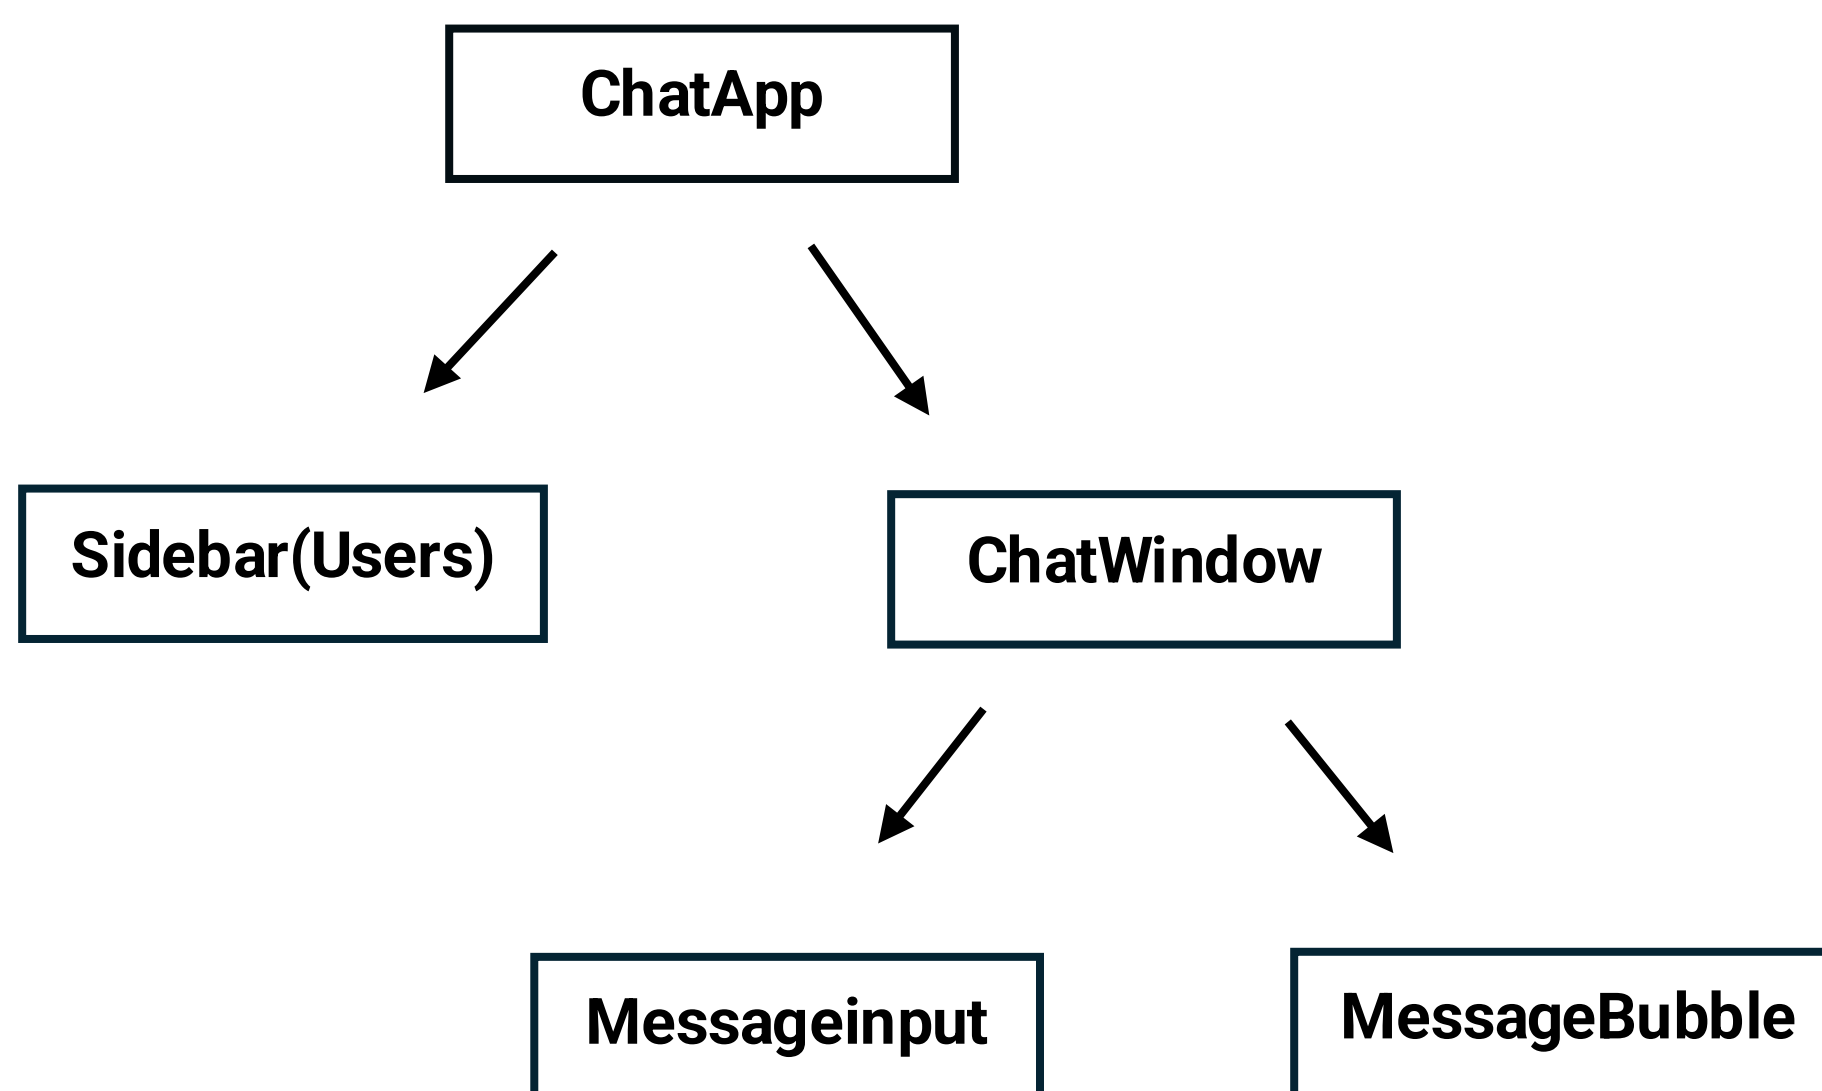 ChatApp
Sidebar(Users)
ChatWindow
Messageinput
MessageBubble